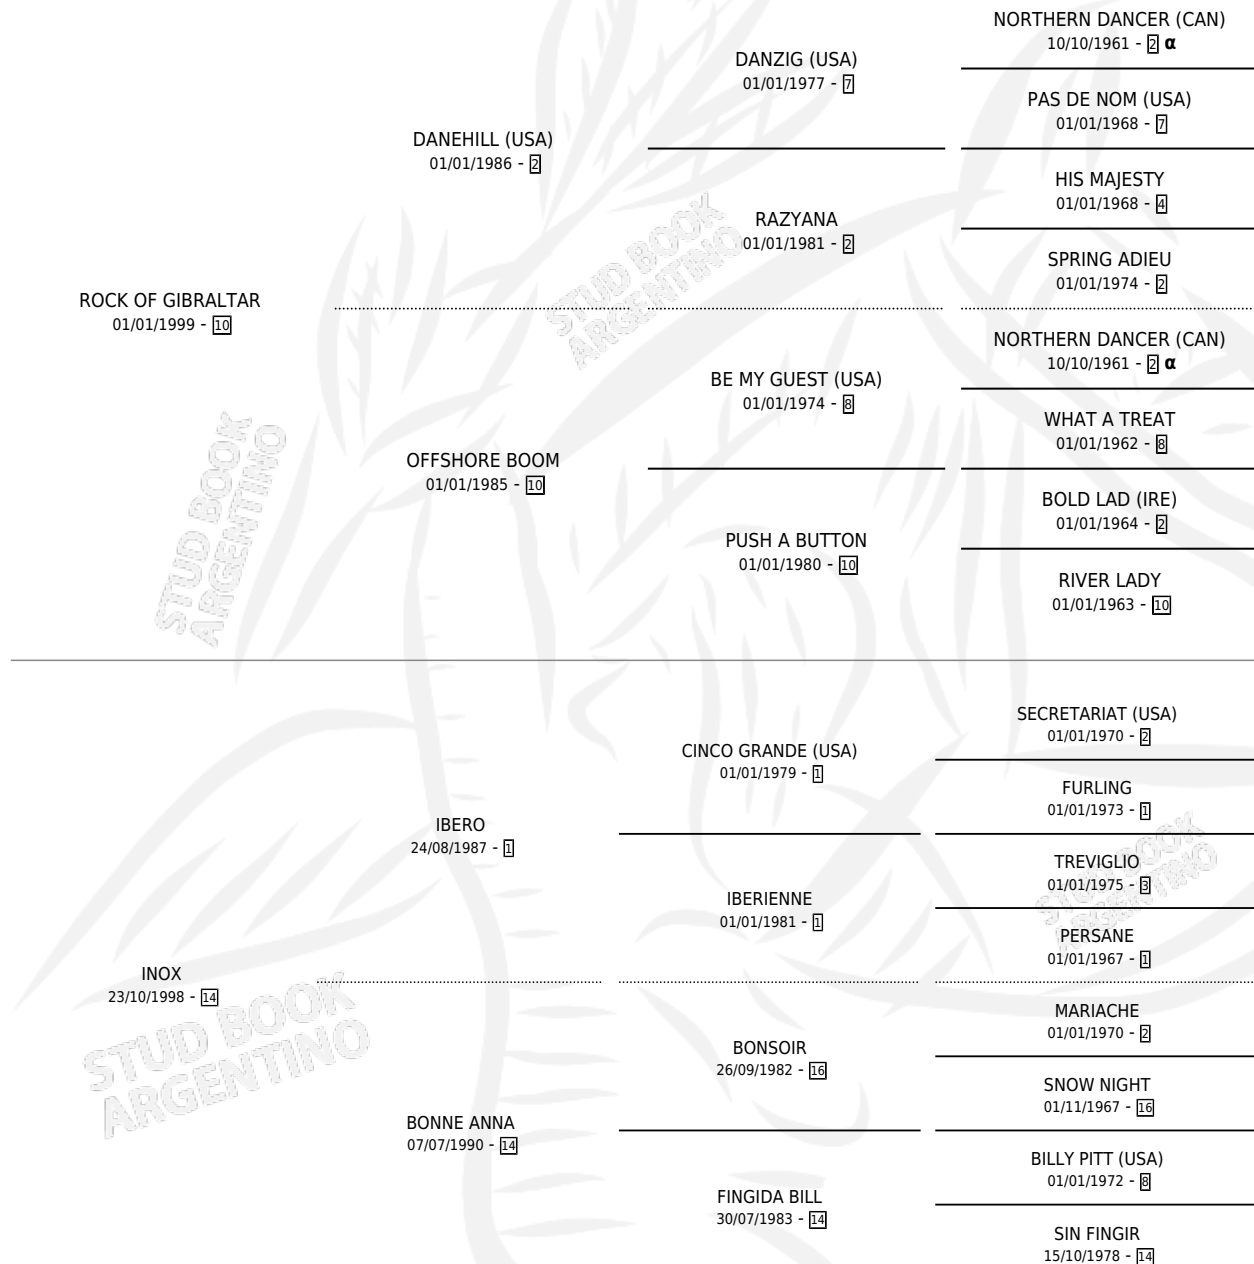 NORTHERN DANCER (CAN)
10/10/1961 - 2 α
DANZIG (USA)
01/01/1977 - 7
PAS DE NOM (USA)
01/01/1968 - 7
DANEHILL (USA)
01/01/1986 - 2
HIS MAJESTY
01/01/1968 - 4
RAZYANA
01/01/1981 - 2
SPRING ADIEU
01/01/1974 - 2
ROCK OF GIBRALTAR
01/01/1999 - 10
NORTHERN DANCER (CAN)
10/10/1961 - 2 α
BE MY GUEST (USA)
01/01/1974 - 8
WHAT A TREAT
01/01/1962 - 8
OFFSHORE BOOM
01/01/1985 - 10
BOLD LAD (IRE)
01/01/1964 - 2
PUSH A BUTTON
01/01/1980 - 10
RIVER LADY
01/01/1963 - 10
SECRETARIAT (USA)
01/01/1970 - 2
CINCO GRANDE (USA)
01/01/1979 - 1
FURLING
01/01/1973 - 1
IBERO
24/08/1987 - 1
TREVIGLIO
01/01/1975 - 3
IBERIENNE
01/01/1981 - 1
PERSANE
01/01/1967 - 1
INOX
23/10/1998 - 14
MARIACHE
01/01/1970 - 2
BONSOIR
26/09/1982 - 16
SNOW NIGHT
01/11/1967 - 16
BONNE ANNA
07/07/1990 - 14
BILLY PITT (USA)
01/01/1972 - 8
FINGIDA BILL
30/07/1983 - 14
SIN FINGIR
15/10/1978 - 14
STUD BOOK
ARGENTINO
STUD BOOK
ARGENTINO
STUD BOOK
ARGENTINO
STUD BOOK
ARGENTINO